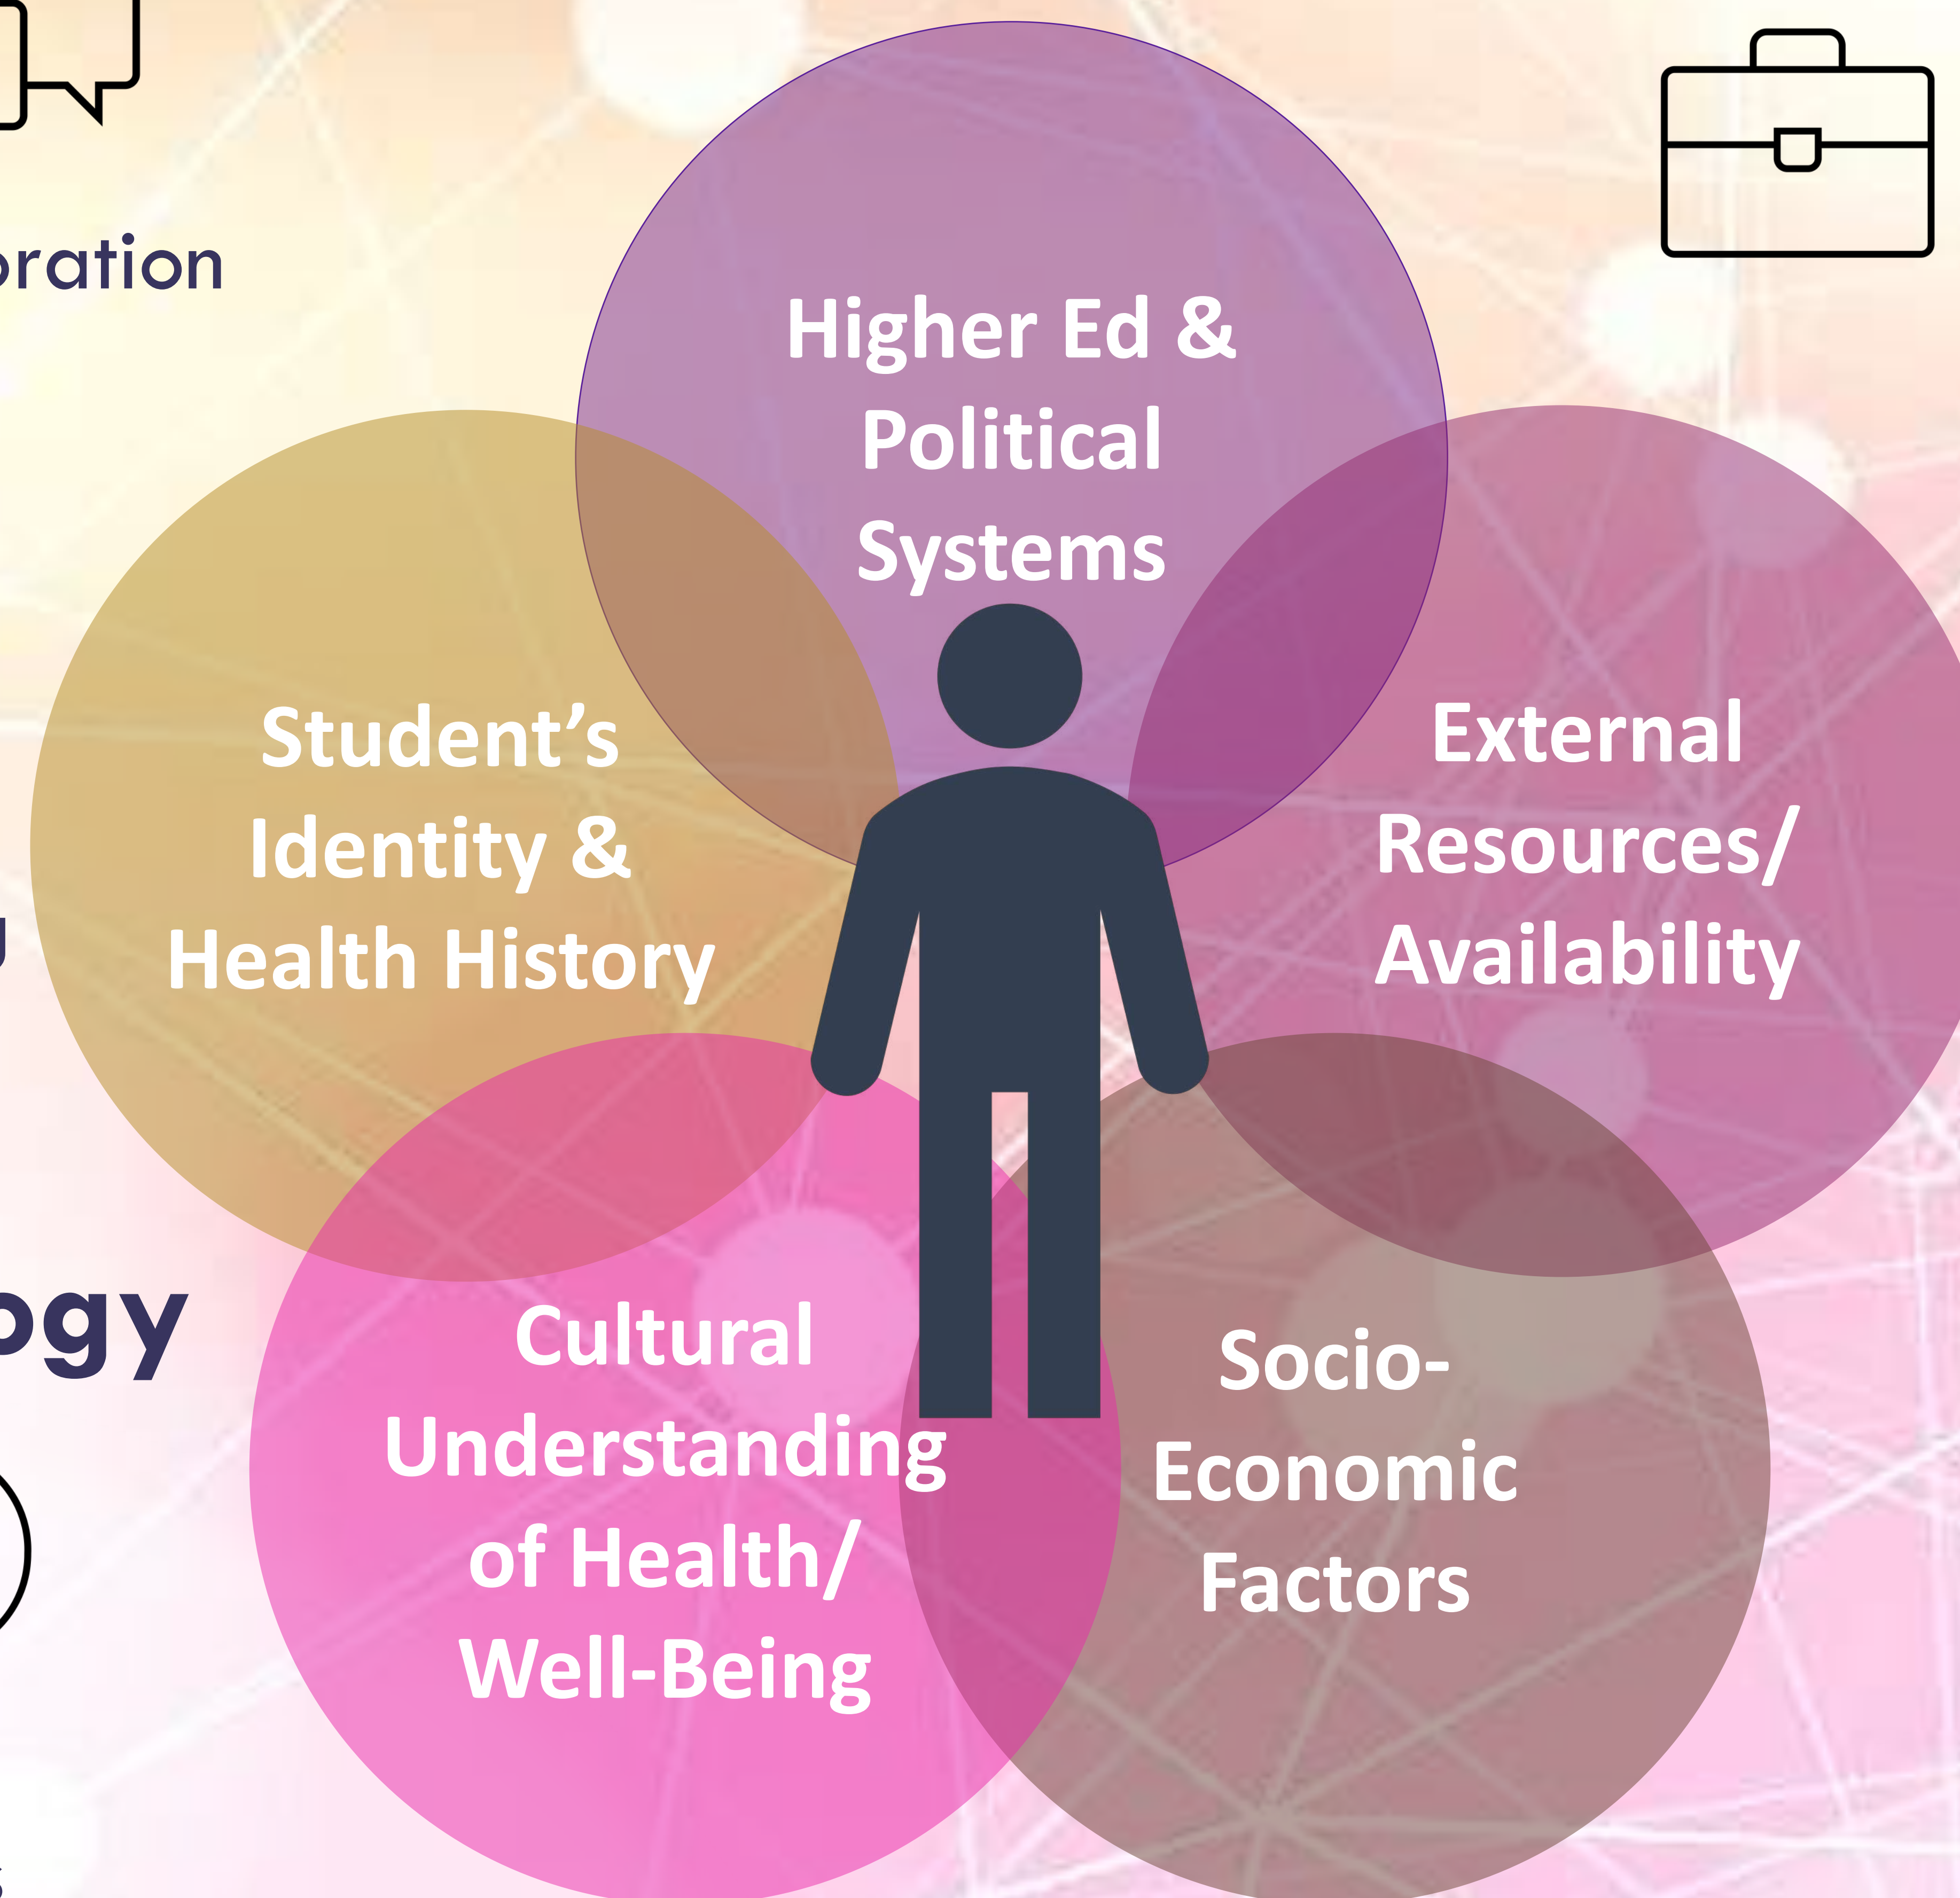 oration
Higher Ed &
Political
Systems
Student’s
Identity &
Health History
External
Resources/
Availability
g
ogy
Cultural
Understanding
of Health/
Well-Being
Socio-
Economic
Factors
s